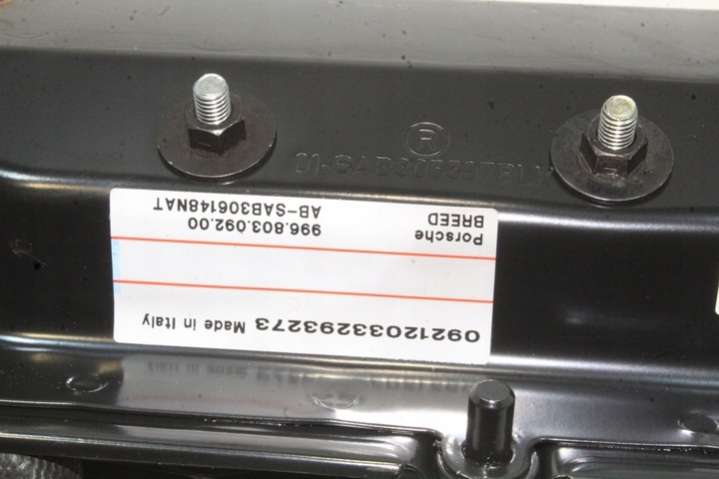 09212033293273 Made in Italy
Porsche 996.803.092.00
BREED AB-SAB306148NAT